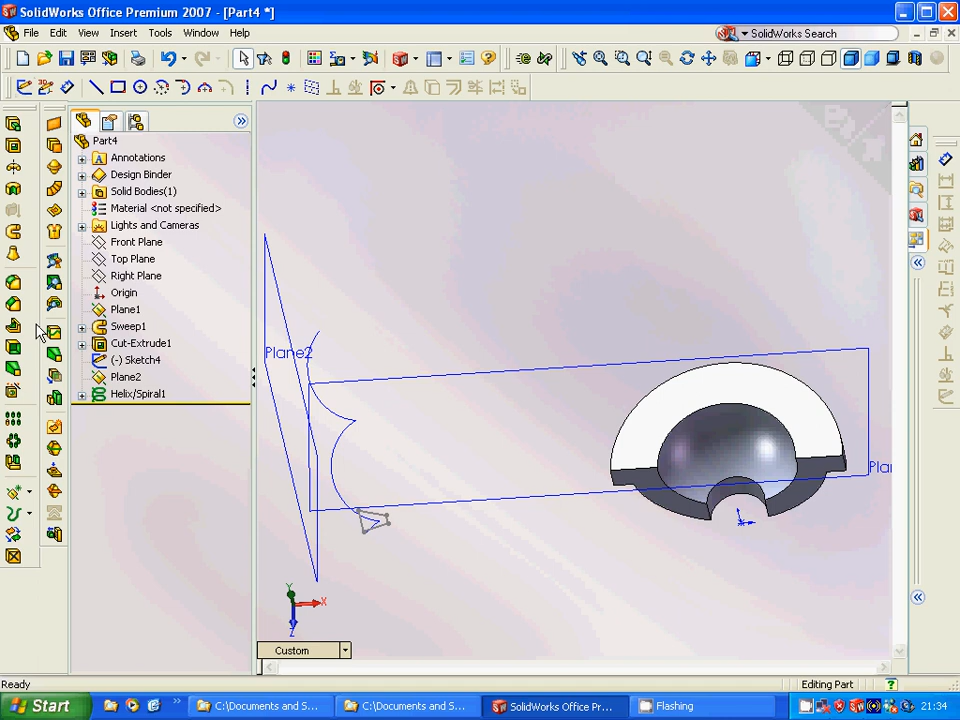 SolidWorks Office Premium 2007 - [Part4 *]
File Edit View Insert Tools Window Help
SolidWorks Search
Part4
Annotations
Design Binder
Solid Bodies(1)
Material <not specified>
Lights and Cameras
Front Plane
Top Plane
Right Plane
Origin
Plane1
Sweep1
Cut-Extrude1
(-) Sketch4
Plane2
Helix/Spiral1
Plane2
Plar
Y
X
Z
Custom
Ready
Editing Part
Start
C:\Documents and S...
C:\Documents and S...
SolidWorks Office Pr...
Flashing
21:34